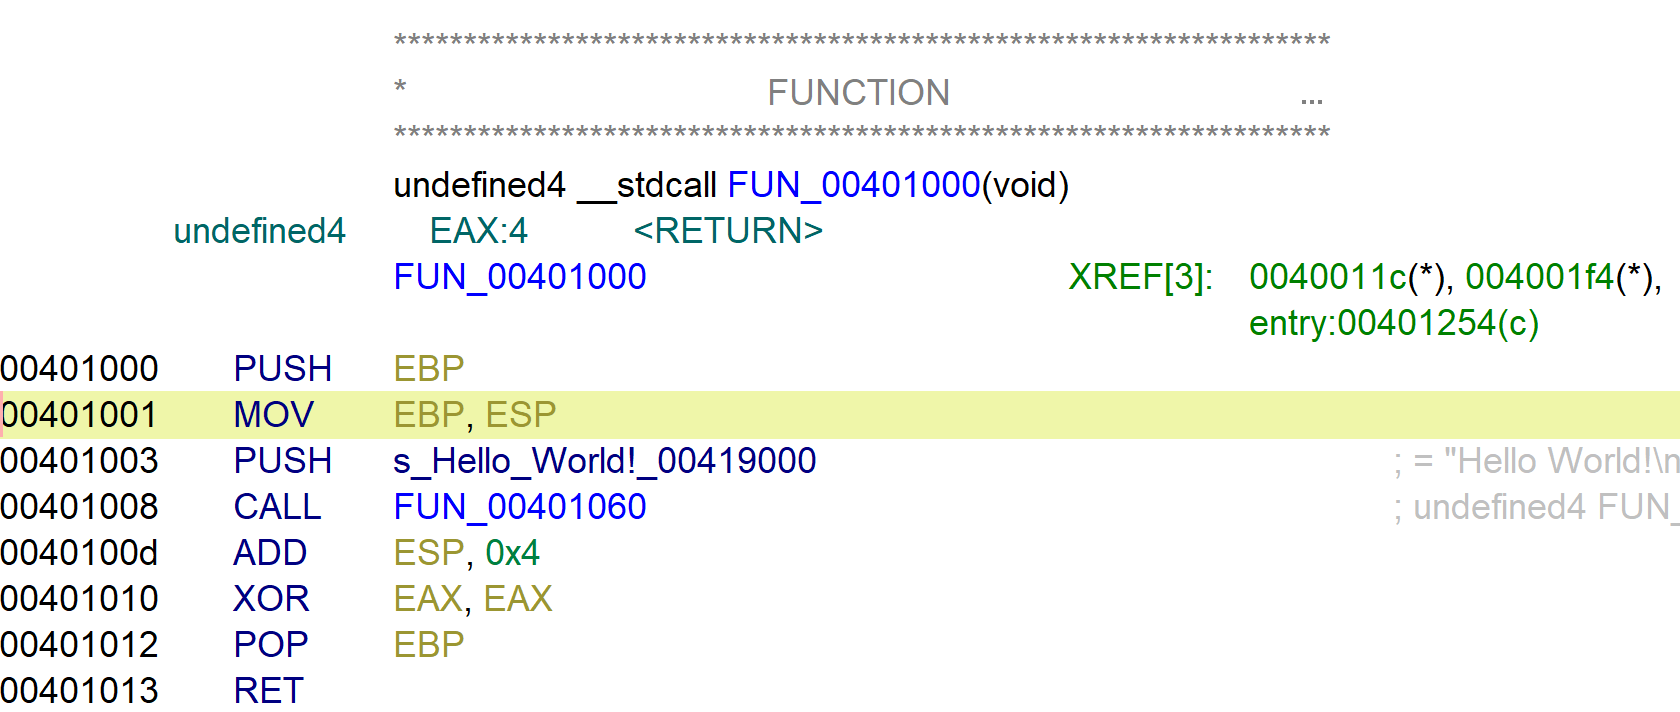 *******************************************************************
* FUNCTION ...
*******************************************************************
undefined4 __stdcall FUN_00401000(void)
undefined4 EAX:4 <RETURN>
FUN_00401000 XREF[3]: 0040011c(*), 004001f4(*),
entry:00401254(c)
00401000 PUSH EBP
00401001 MOV EBP, ESP
00401003 PUSH s_Hello_World!_00419000 ; = "Hello World!\n
00401008 CALL FUN_00401060 ; undefined4 FUN_
0040100d ADD ESP, 0x4
00401010 XOR EAX, EAX
00401012 POP EBP
00401013 RET